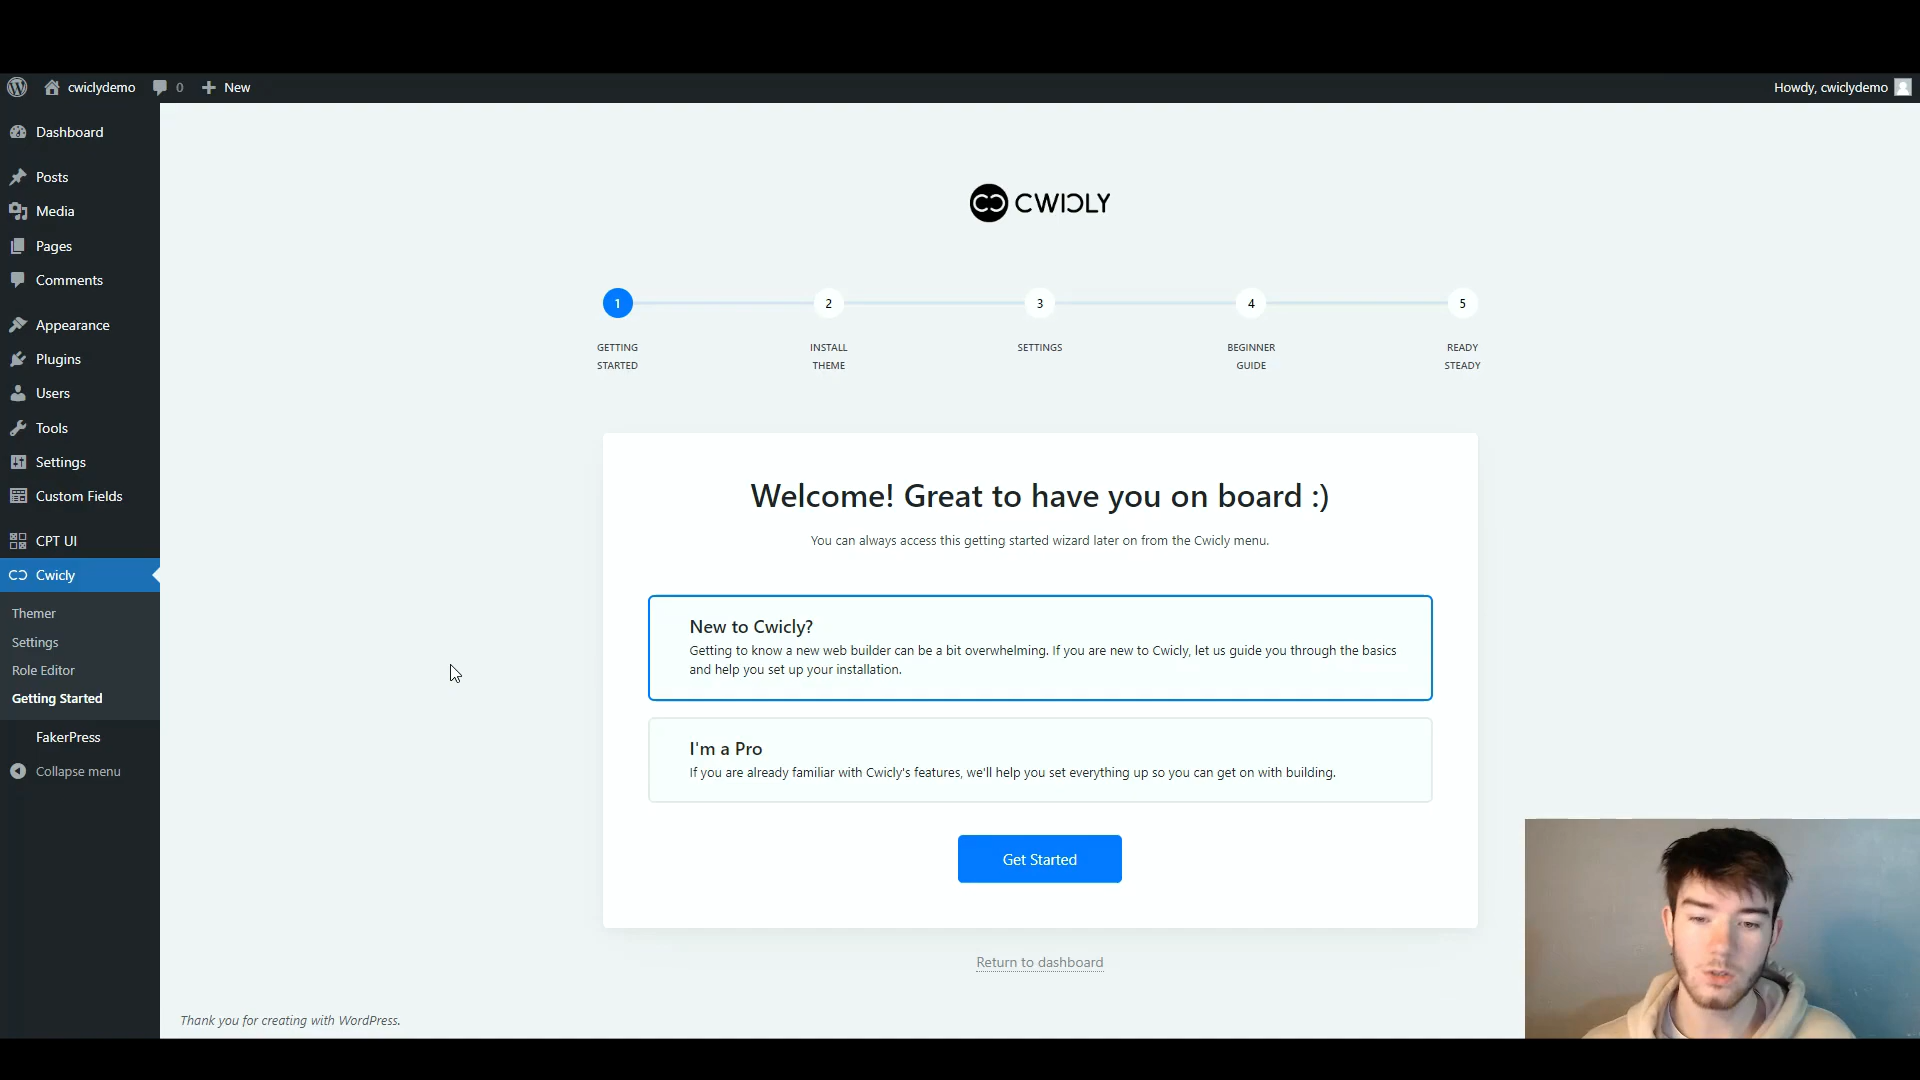 cwiclydemo 0 New Howdy, cwiclydemo
Dashboard
Posts
Media
Pages
Comments
Appearance
Plugins
Users
Tools
Settings
Custom Fields
CPT UI
Cwicly
Themer
Settings
Role Editor
Getting Started
FakerPress
Collapse menu
CWICLY
1 2 3 4 5
GETTING STARTED
INSTALL THEME
SETTINGS
BEGINNER GUIDE
READY STEADY
Welcome! Great to have you on board :)
You can always access this getting started wizard later on from the Cwicly menu.
New to Cwicly?
Getting to know a new web builder can be a bit overwhelming. If you are new to Cwicly, let us guide you through the basics
and help you set up your installation.
I'm a Pro
If you are already familiar with Cwicly's features, we'll help you set everything up so you can get on with building.
Get Started
Return to dashboard
Thank you for creating with WordPress.